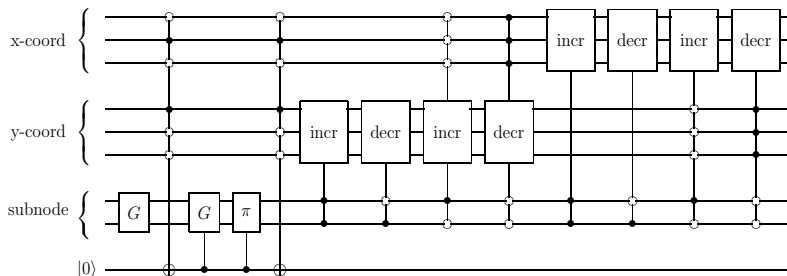 x-coord
incr decr incr decr
y-coord
incr decr incr decr
subnode
G G π
|0⟩